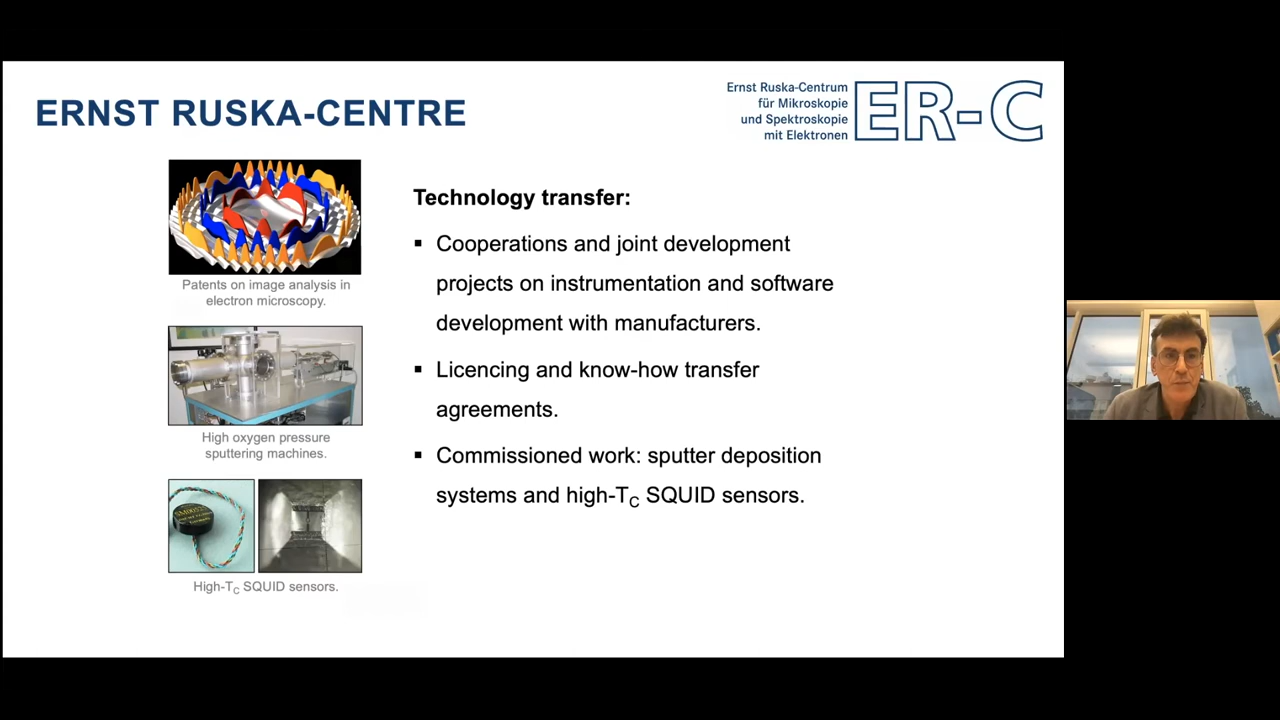 ERNST RUSKA-CENTRE
Ernst Ruska-Centrum
für Mikroskopie
und Spektroskopie
mit Elektronen
ER-C
Patents on image analysis in
electron microscopy.
High oxygen pressure
sputtering machines.
High-TC SQUID sensors.
Technology transfer:
▪ Cooperations and joint development
projects on instrumentation and software
development with manufacturers.
▪ Licencing and know-how transfer
agreements.
▪ Commissioned work: sputter deposition
systems and high-TC SQUID sensors.